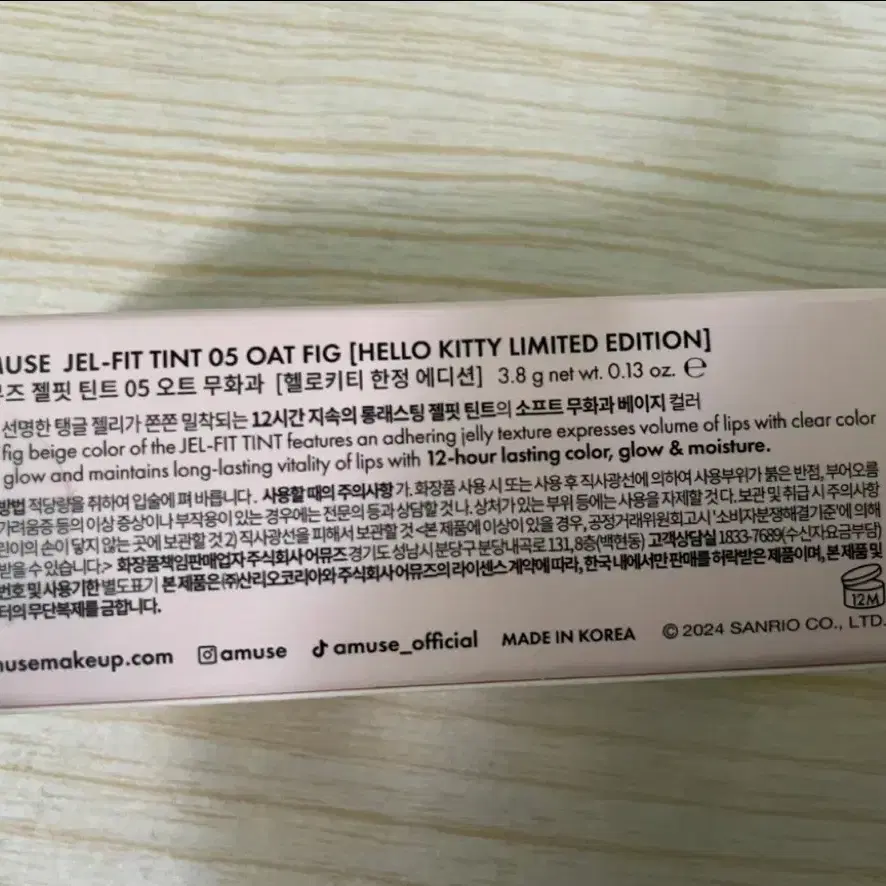 MUSE JEL-FIT TINT 05 OAT FIG [HELLO KITTY LIMITED EDITION]
뮤즈 젤핏 틴트 05 오트 무화과 [헬로키티 한정 에디션] 3.8 g net wt. 0.13 oz. ℮
선명한 탱글 젤리가 쫀쫀 밀착되는 12시간 지속의 롱래스팅 젤핏 틴트의 소프트 무화과 베이지 컬러
fig beige color of the JEL-FIT TINT features an adhering jelly texture expresses volume of lips with clear color
glow and maintains long-lasting vitality of lips with 12-hour lasting color, glow & moisture.
방법 적당량을 취하여 입술에 펴 바릅니다. 사용할 때의 주의사항 가. 화장품 사용 시 또는 사용 후 직사광선에 의하여 사용부위가 붉은 반점, 부어오름
가려움증 등의 이상 증상이나 부작용이 있는 경우에는 전문의 등과 상담할 것 나. 상처가 있는 부위 등에는 사용을 자제할 것 다. 보관 및 취급 시 주의사항
린이의 손이 닿지 않는 곳에 보관할 것 2) 직사광선을 피해서 보관할 것 <본 제품에 이상이 있을 경우, 공정거래위원회고시 '소비자분쟁해결기준'에 의해
받을 수 있습니다.> 화장품책임판매업자 주식회사 어뮤즈 경기도 성남시 분당구 분당내곡로 131, 8층(백현동) 고객상담실 1833-7689(수신자요금부담)
번호 및 사용기한 별도표기 본 제품은 ㈜산리오코리아와 주식회사 어뮤즈의 라이센스 계약에 따라, 한국 내에서만 판매를 허락받은 제품이며, 본 제품 및
터의 무단복제를 금합니다.
12M
musemakeup.com amuse amuse_official MADE IN KOREA © 2024 SANRIO CO., LTD.